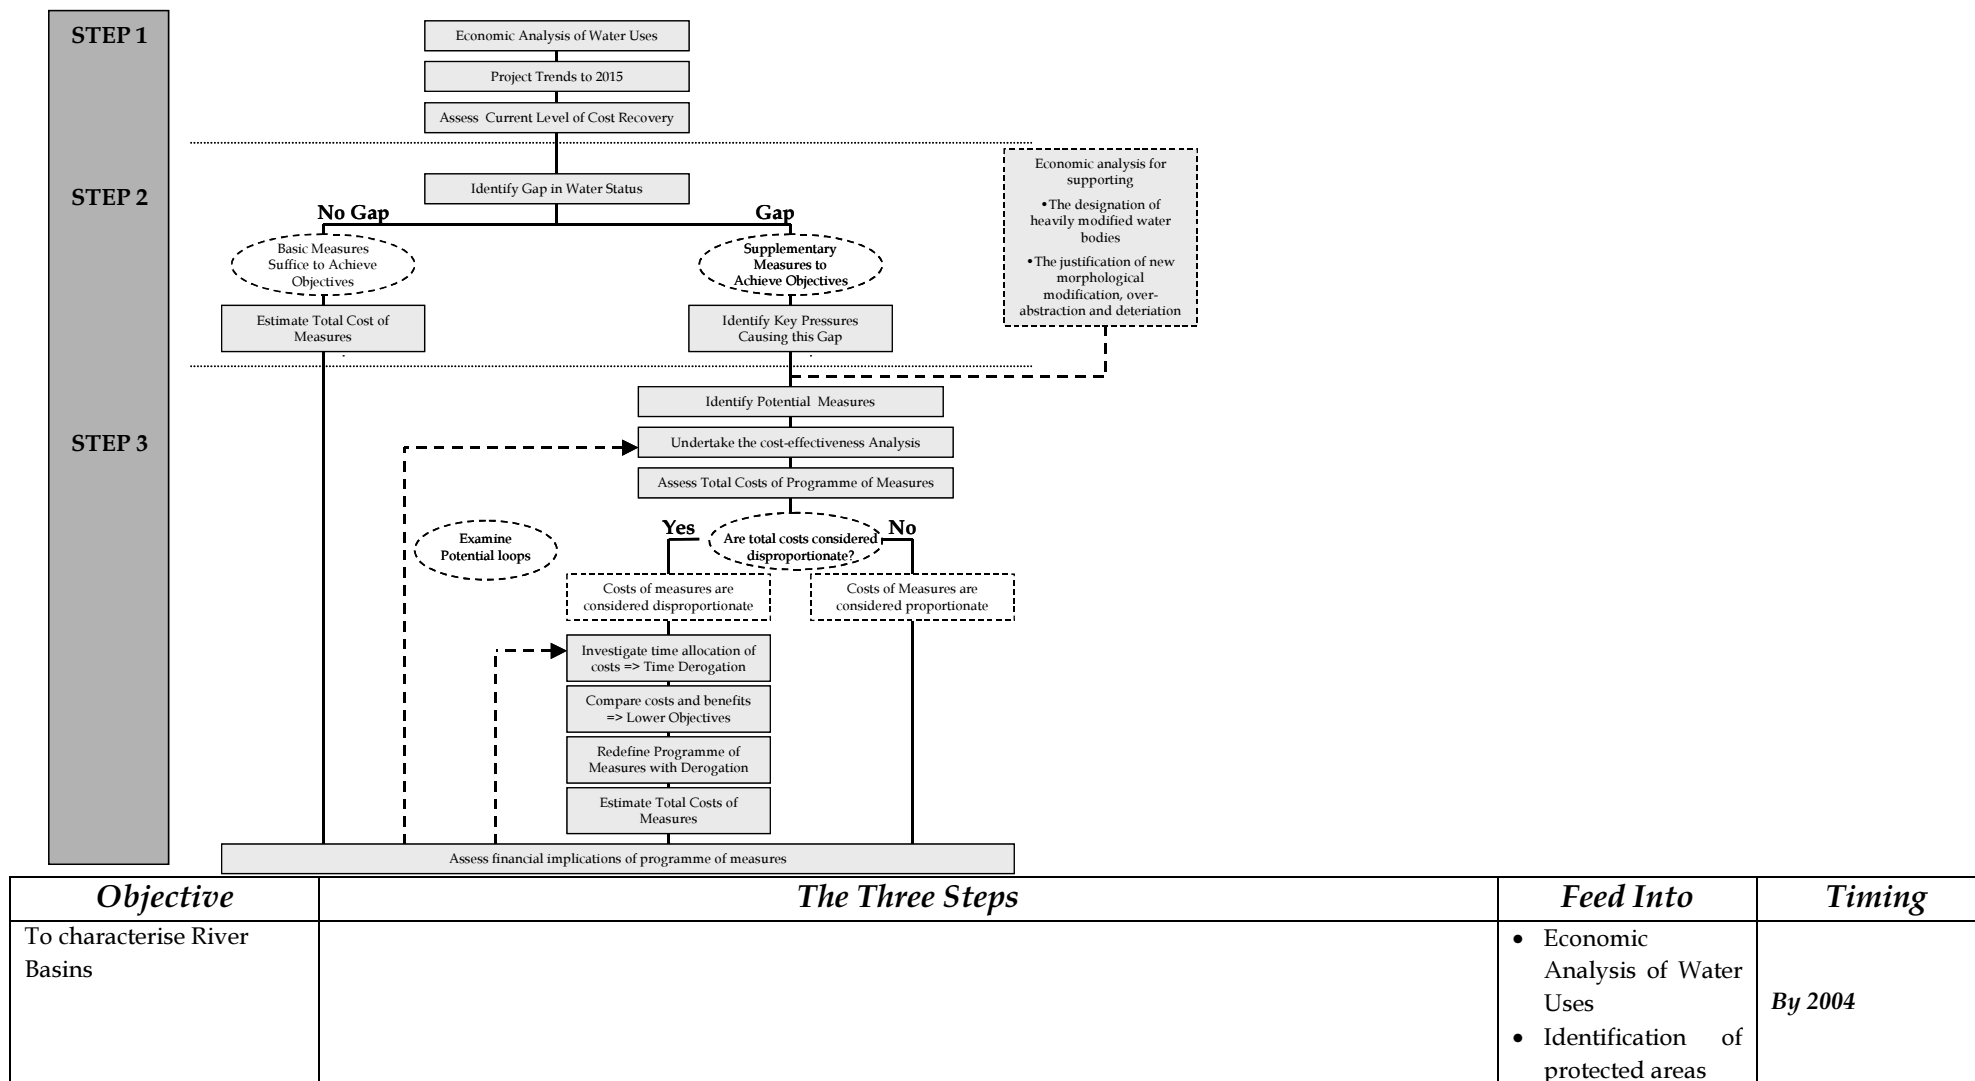 STEP 1
Economic Analysis of Water Uses
Project Trends to 2015
Assess Current Level of Cost Recovery
STEP 2
Identify Gap in Water Status
No Gap
Gap
Basic Measures
Suffice to Achieve
Objectives
Supplementary
Measures to
Achieve Objectives
Economic analysis for
supporting
•The designation of
heavily modified water
bodies
•The justification of new
morphological
modification, over-
abstraction and deteriation
Estimate Total Cost of
Measures
Identify Key Pressures
Causing this Gap
STEP 3
Identify Potential Measures
Undertake the cost-effectiveness Analysis
Assess Total Costs of Programme of Measures
Examine
Potential loops
Yes
Are total costs considered
disproportionate?
No
Costs of measures are
considered disproportionate
Costs of Measures are
considered proportionate
Investigate time allocation of
costs => Time Derogation
Compare costs and benefits
=> Lower Objectives
Redefine Programme of
Measures with Derogation
Estimate Total Costs of
Measures
Assess financial implications of programme of measures
Objective
The Three Steps
Feed Into
Timing
To characterise River
Basins
• Economic
Analysis of Water
Uses
• Identification of
protected areas
By 2004